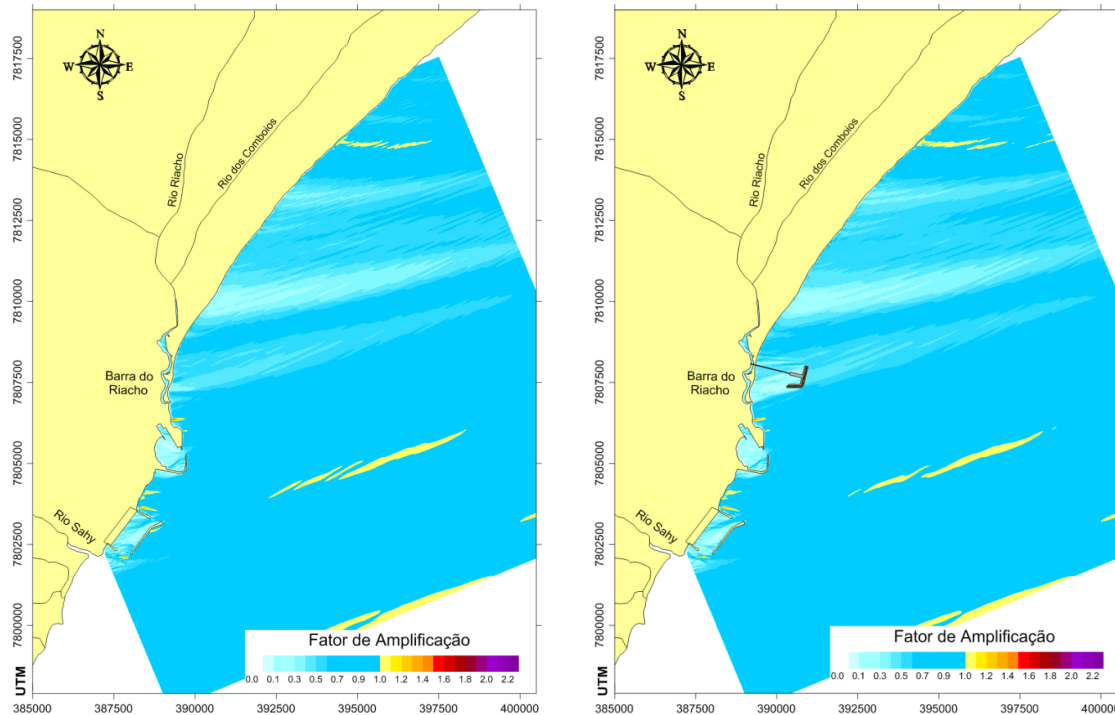 N
W E
S
7817500
7815000
7812500
7810000
7807500
7805000
7802500
7800000
UTM
Rio Riacho
Rio dos Comboios
Barra do
Riacho
Rio Sahy
Fator de Amplificação
0.0 0.1 0.3 0.5 0.7 1.0 1.2 1.4 1.6 1.8 2.0 2.2
385000 387500 390000 392500 395000 397500 400000
N
W E
S
7817500
7815000
7812500
7810000
7807500
7805000
7802500
7800000
UTM
Rio Riacho
Rio dos Comboios
Barra do
Riacho
Rio Sahy
Fator de Amplificação
0.0 0.1 0.3 0.5 0.7 1.0 1.2 1.4 1.6 1.8 2.0 2.2
385000 387500 390000 392500 395000 397500